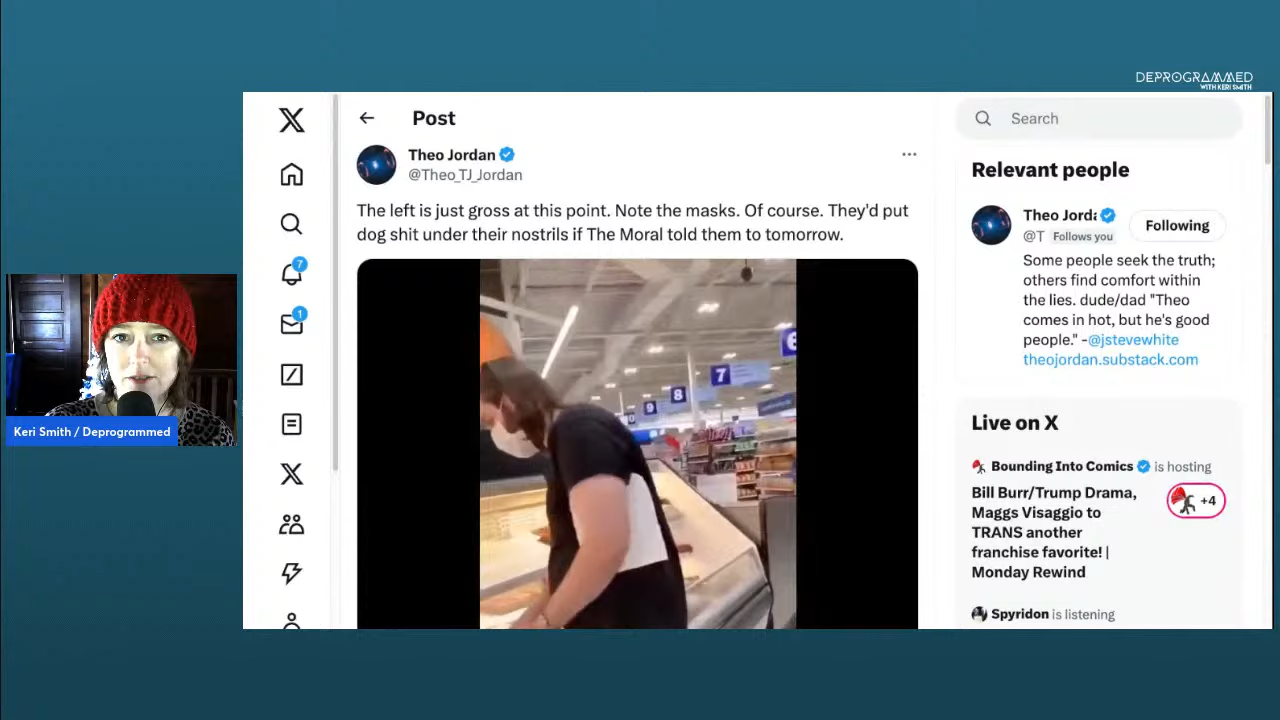 DEPROGRAMMED
WITH KERI SMITH
Post
Search
Theo Jordan
@Theo_TJ_Jordan
The left is just gross at this point. Note the masks. Of course. They'd put
dog shit under their nostrils if The Moral told them to tomorrow.
6
7
8
9
Relevant people
Theo Jorda
@T Follows you
Following
Some people seek the truth;
others find comfort within
the lies. dude/dad "Theo
comes in hot, but he's good
people." -@jstevewhite
theojordan.substack.com
Live on X
Bounding Into Comics is hosting
Bill Burr/Trump Drama,
Maggs Visaggio to
TRANS another
franchise favorite! |
Monday Rewind
+4
Spyridon is listening
7
1
Keri Smith / Deprogrammed